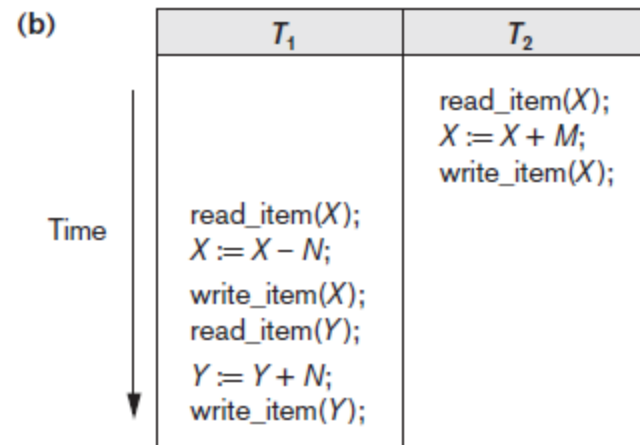 (b)
T₁ T₂
read_item(X);
X := X + M;
write_item(X);
read_item(X);
Time
X := X – N;
write_item(X);
read_item(Y);
Y := Y + N;
write_item(Y);